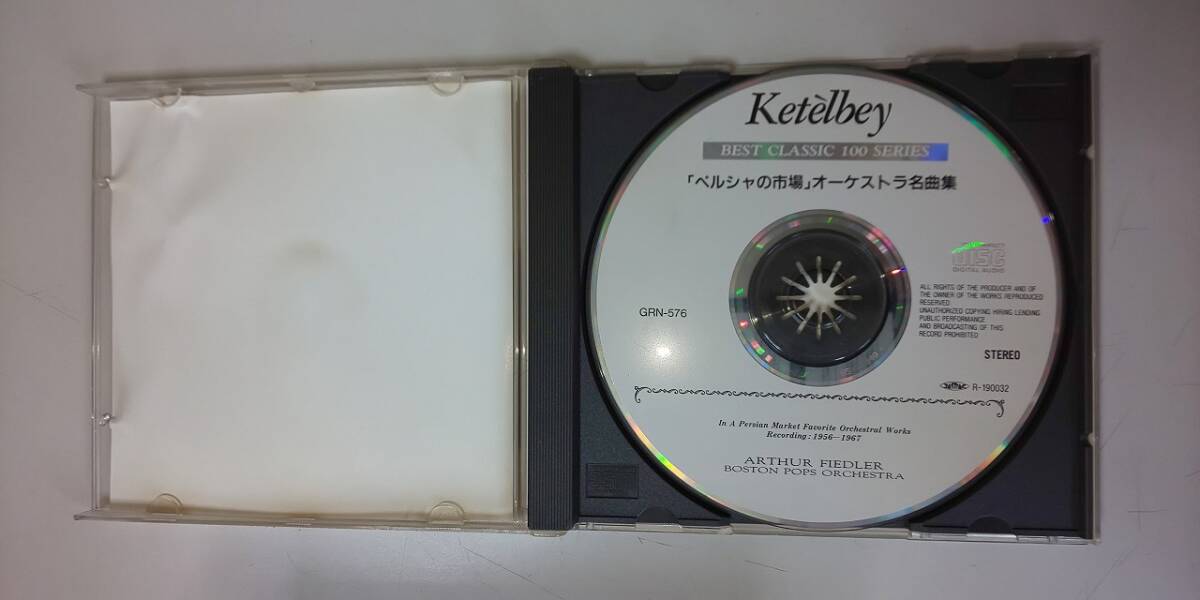 Ketèlbey
BEST CLASSIC 100 SERIES
「ペルシャの市場」オーケストラ名曲集
COMPACT
DISC
DIGITAL AUDIO
GRN-576
ALL RIGHTS OF THE PRODUCER AND OF
THE OWNER OF THE WORKS REPRODUCED
RESERVED
UNAUTHORIZED COPYING HIRING LENDING
PUBLIC PERFORMANCE
AND BROADCASTING OF THIS
RECORD PROHIBITED
STEREO
R-190032
In A Persian Market Favorite Orchestral Works
Recording: 1956—1967
ARTHUR FIEDLER
BOSTON POPS ORCHESTRA